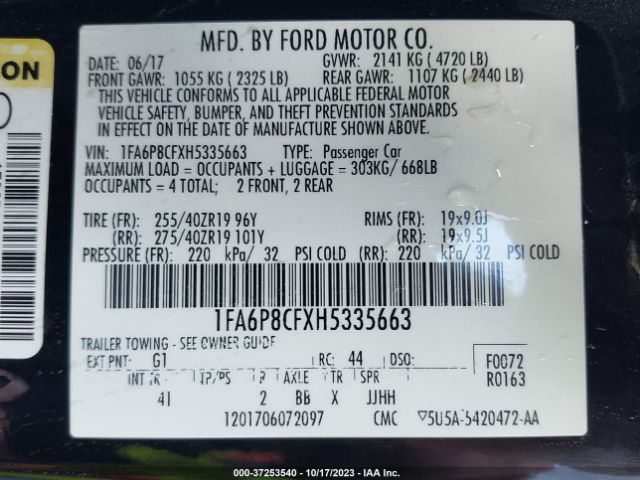 MFD. BY FORD MOTOR CO.
DATE: 06/17 GVWR: 2141 KG ( 4720 LB)
FRONT GAWR: 1055 KG ( 2325 LB) REAR GAWR: 1107 KG ( 2440 LB)
THIS VEHICLE CONFORMS TO ALL APPLICABLE FEDERAL MOTOR
VEHICLE SAFETY, BUMPER, AND THEFT PREVENTION STANDARDS
IN EFFECT ON THE DATE OF MANUFACTURE SHOWN ABOVE.
VIN: 1FA6P8CFXH5335663 TYPE: Passenger Car
MAXIMUM LOAD = OCCUPANTS + LUGGAGE = 303KG/ 668LB
OCCUPANTS = 4 TOTAL; 2 FRONT, 2 REAR
TIRE (FR): 255/40ZR19 96Y RIMS (FR): 19x9.0J
(RR): 275/40ZR19 101Y (RR): 19x9.5J
PRESSURE (FR): 220 kPa/ 32 PSI COLD (RR): 220 kPa/ 32 PSI COLD
1FA6P8CFXH5335663
TRAILER TOWING - SEE OWNER GUIDE
EXT PNT: G1 RC: 44 DSO: F0072
R0163
INT TR TP/PS R AXLE TR SPR
41 2 BB X JJHH
1201706072097 CMC 5U5A-5420472-AA
ON
000-37253540 - 10/17/2023 - IAA Inc.